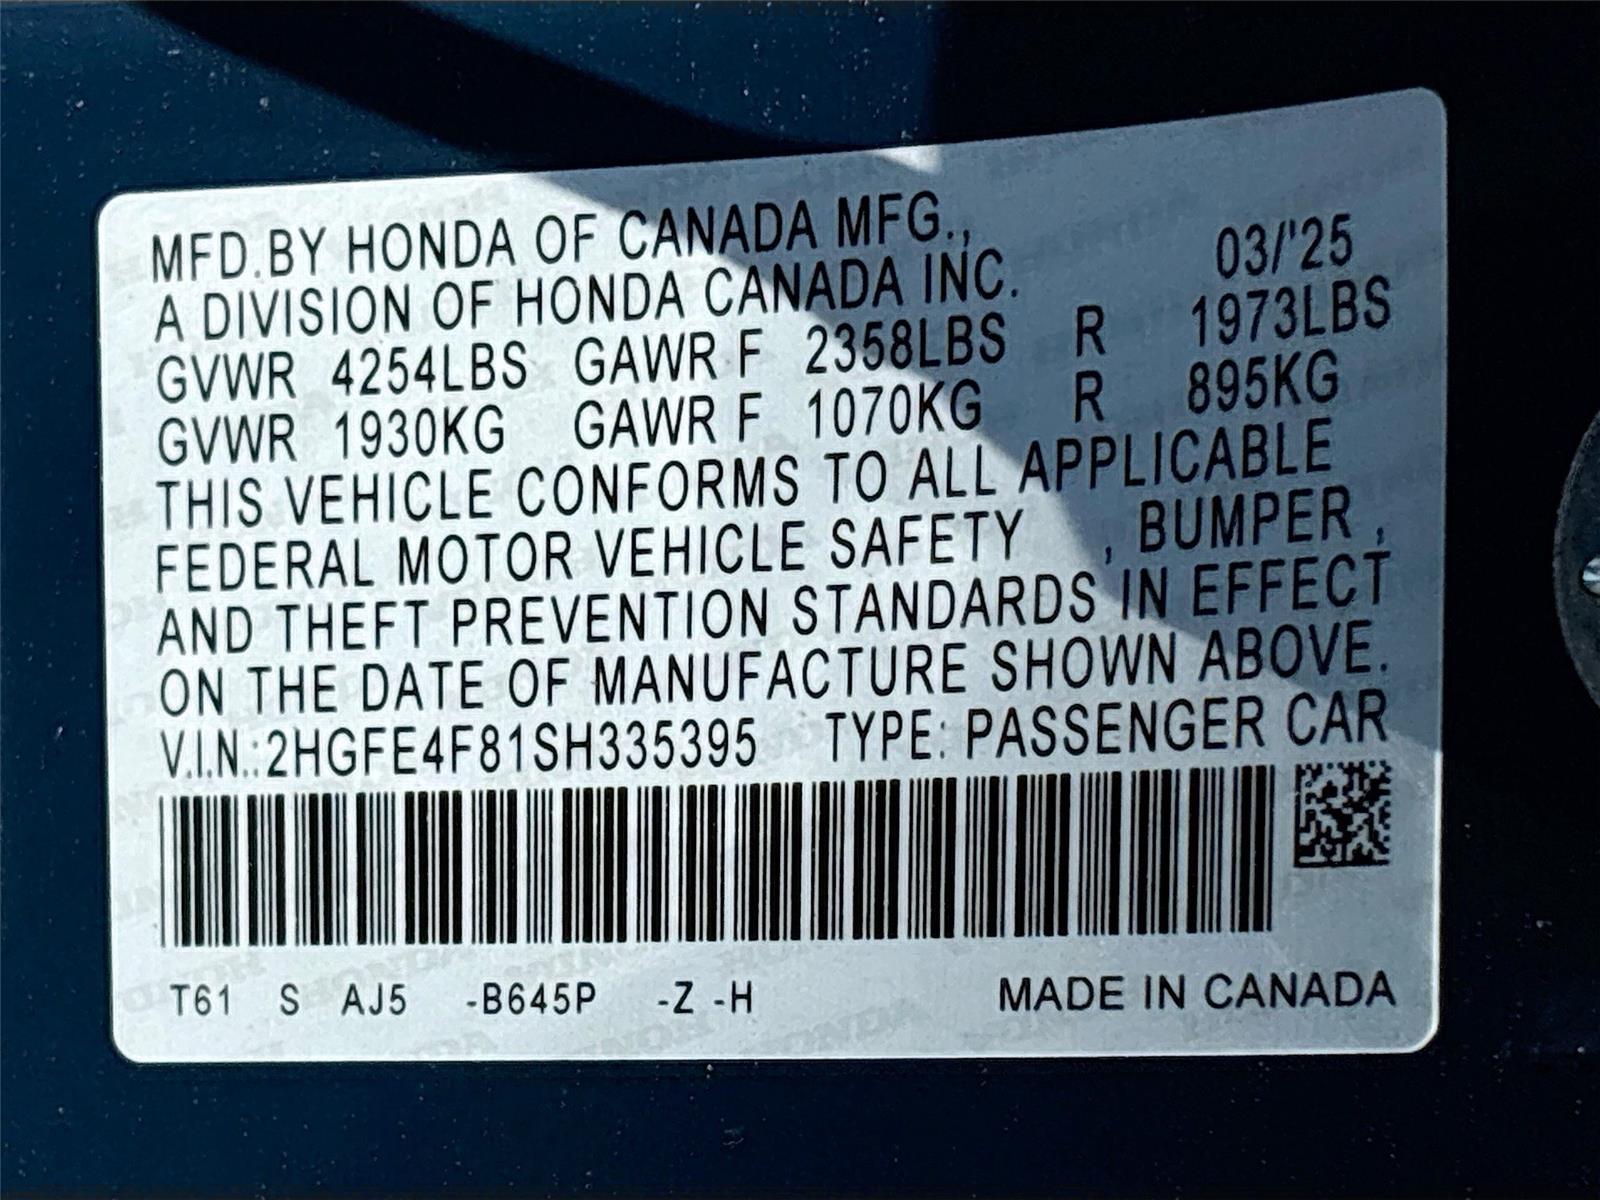 MFD.BY HONDA OF CANADA MFG.,
03/'25
A DIVISION OF HONDA CANADA INC.
GVWR 4254LBS GAWR F 2358LBS R 1973LBS
GVWR 1930KG GAWR F 1070KG R 895KG
THIS VEHICLE CONFORMS TO ALL APPLICABLE
FEDERAL MOTOR VEHICLE SAFETY , BUMPER ,
AND THEFT PREVENTION STANDARDS IN EFFECT
ON THE DATE OF MANUFACTURE SHOWN ABOVE.
V.I.N.:2HGFE4F81SH335395 TYPE: PASSENGER CAR
T61 S AJ5 -B645P -Z -H MADE IN CANADA